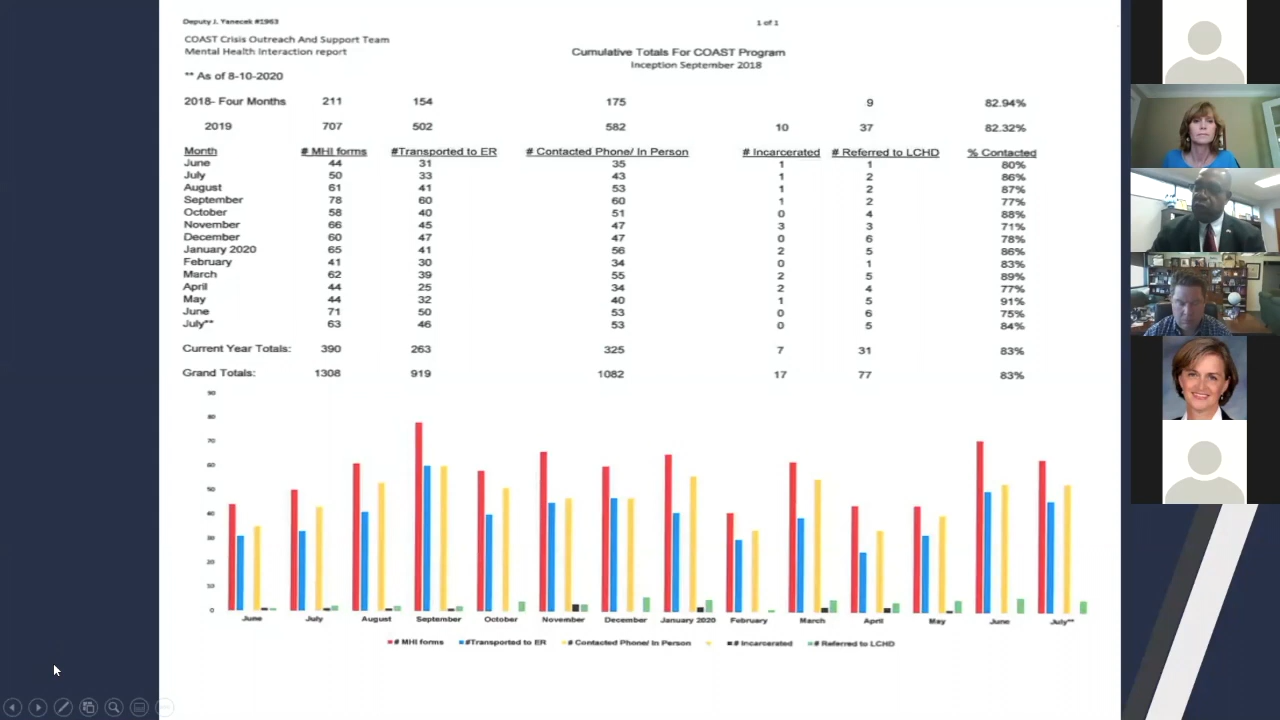 Deputy J. Yanecek #1963 1 of 1
COAST Crisis Outreach And Support Team
Mental Health Interaction report
Cumulative Totals For COAST Program
Inception September 2018
** As of 8-10-2020
2018- Four Months 211 154 175 9 82.94%
2019 707 502 582 10 37 82.32%
Month # MHI forms #Transported to ER # Contacted Phone/ In Person # Incarcerated # Referred to LCHD % Contacted
June 44 31 35 1 1 80%
July 50 33 43 1 2 86%
August 61 41 53 1 2 87%
September 78 60 60 1 2 77%
October 58 40 51 0 4 88%
November 66 45 47 3 3 71%
December 60 47 47 0 6 78%
January 2020 65 41 56 2 5 86%
February 41 30 34 0 1 83%
March 62 39 55 2 5 89%
April 44 25 34 2 4 77%
May 44 32 40 1 5 91%
June 71 50 53 0 6 75%
July** 63 46 53 0 5 84%
Current Year Totals: 390 263 325 7 31 83%
Grand Totals: 1308 919 1082 17 77 83%
90
80
70
60
50
40
30
20
10
0
June July August September October November December January 2020 February March April May June July**
# MHI forms #Transported to ER # Contacted Phone/ In Person # Incarcerated # Referred to LCHD